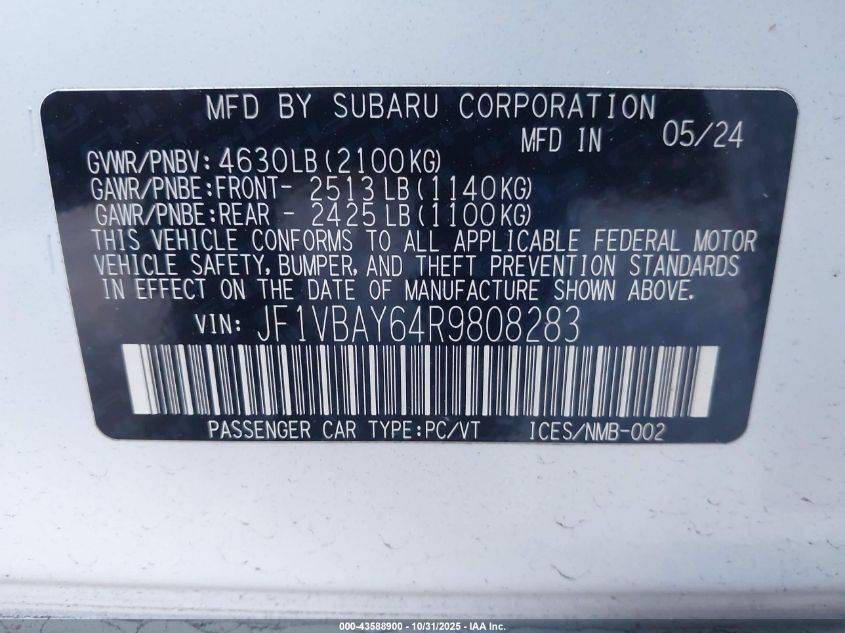 MFD BY SUBARU CORPORATION
MFD IN 05/24
GVWR/PNBV: 4630LB (2100KG)
GAWR/PNBE:FRONT- 2513 LB (1140KG)
GAWR/PNBE:REAR - 2425 LB (1100KG)
THIS VEHICLE CONFORMS TO ALL APPLICABLE FEDERAL MOTOR
VEHICLE SAFETY, BUMPER, AND THEFT PREVENTION STANDARDS
IN EFFECT ON THE DATE OF MANUFACTURE SHOWN ABOVE.
VIN: JF1VBAY64R9808283
PASSENGER CAR TYPE:PC/VT ICES/NMB-002
000-43588900 - 10/31/2025 - IAA Inc.